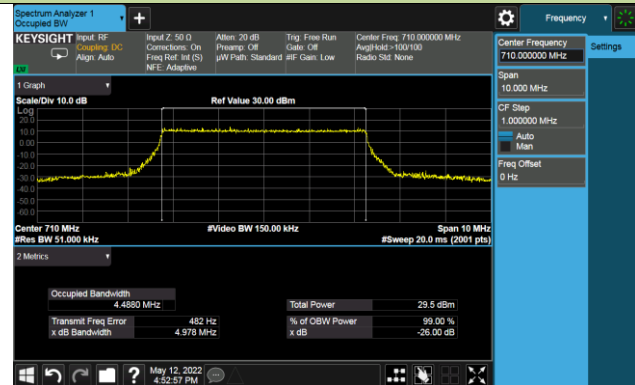 Spectrum Analyzer 1
Occupied BW
Frequency
KEYSIGHT
Input: RF
Coupling: DC
Align: Auto
Input Z: 50 Ω
Corrections: On
Freq Ref: Int (S)
NFE: Adaptive
Atten: 20 dB
Preamp: Off
µW Path: Standard
Trig: Free Run
Gate: Off
#IF Gain: Low
Center Freq: 710.000000 MHz
Avg|Hold:>100/100
Radio Std: None
Center Frequency
710.000000 MHz
Settings
Span
10.000 MHz
CF Step
1.000000 MHz
Auto
Man
Freq Offset
0 Hz
1 Graph
Scale/Div 10.0 dB
Ref Value 30.00 dBm
Log
20.0
10.0
0.00
-10.0
-20.0
-30.0
-40.0
-50.0
-60.0
Center 710 MHz
#Video BW 150.00 kHz
Span 10 MHz
#Res BW 51.000 kHz
#Sweep 20.0 ms (2001 pts)
2 Metrics
Occupied Bandwidth
4.4880 MHz
Total Power
29.5 dBm
Transmit Freq Error
482 Hz
% of OBW Power
99.00 %
x dB Bandwidth
4.978 MHz
x dB
-26.00 dB
May 12, 2022
4:52:57 PM